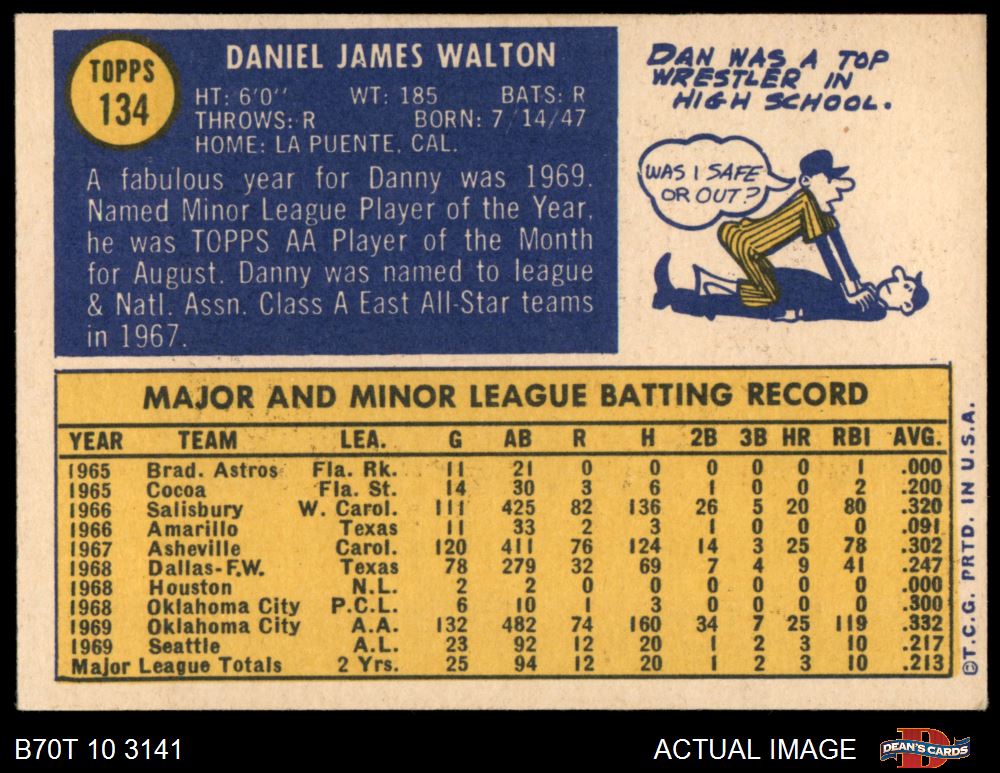 TOPPS
134
DANIEL JAMES WALTON
HT: 6'0" WT: 185 BATS: R
THROWS: R BORN: 7/14/47
HOME: LA PUENTE, CAL.
A fabulous year for Danny was 1969.
Named Minor League Player of the Year,
he was TOPPS AA Player of the Month
for August. Danny was named to league
& Natl. Assn. Class A East All-Star teams
in 1967.
DAN WAS A TOP
WRESTLER IN
HIGH SCHOOL.
WAS I SAFE
OR OUT?
MAJOR AND MINOR LEAGUE BATTING RECORD
YEAR TEAM LEA. G AB R H 2B 3B HR RBI AVG.
1965 Brad. Astros Fla. Rk. 11 21 0 0 0 0 0 1 .000
1965 Cocoa Fla. St. 14 30 3 6 1 0 0 2 .200
1966 Salisbury W. Carol. 111 425 82 136 26 5 20 80 .320
1966 Amarillo Texas 11 33 2 3 1 0 0 0 .091
1967 Asheville Carol. 120 411 76 124 14 3 25 78 .302
1968 Dallas-F.W. Texas 78 279 32 69 7 4 9 41 .247
1968 Houston N.L. 2 2 0 0 0 0 0 0 .000
1968 Oklahoma City P.C.L. 6 10 1 3 0 0 0 0 .300
1969 Oklahoma City A.A. 132 482 74 160 34 7 25 119 .332
1969 Seattle A.L. 23 92 12 20 1 2 3 10 .217
Major League Totals 2 Yrs. 25 94 12 20 1 2 3 10 .213
©T.C.G. PRTD. IN U.S.A.
B70T 10 3141
ACTUAL IMAGE
DEAN'S CARDS